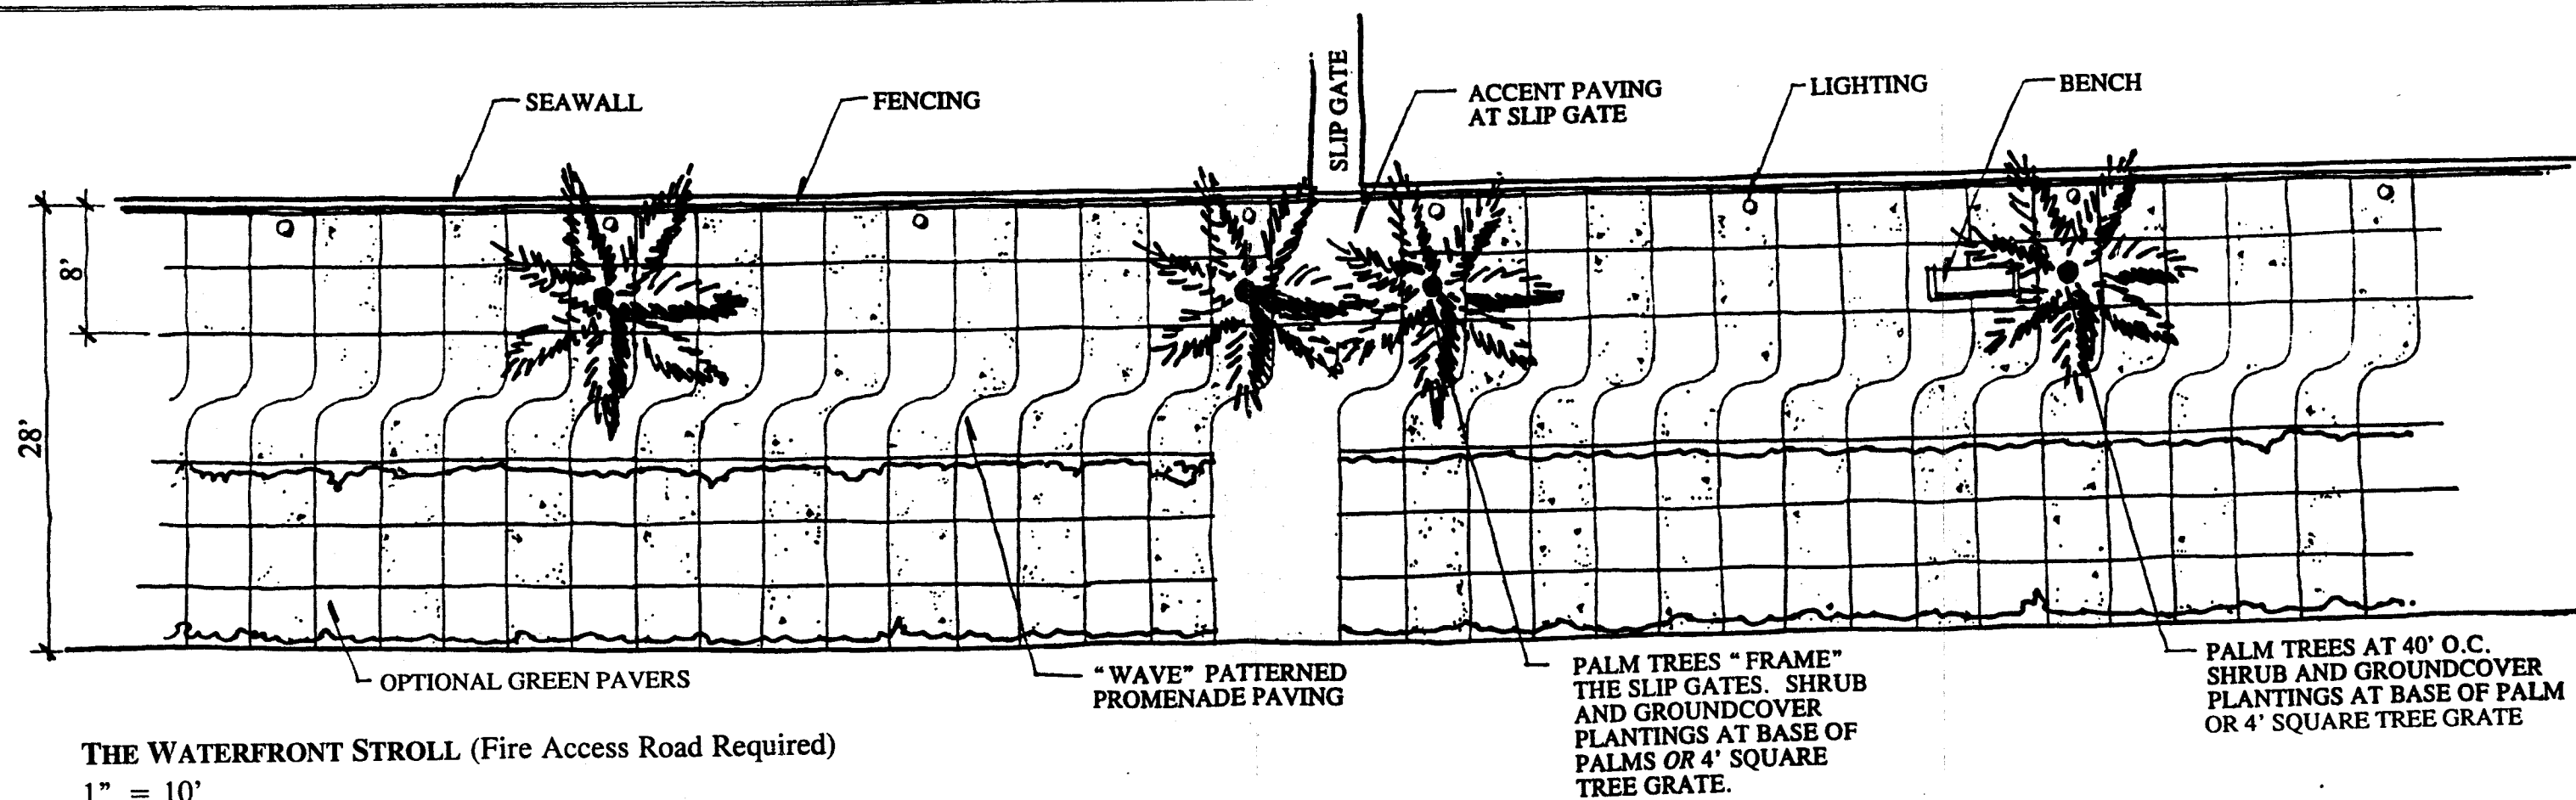 SEAWALL
FENCING
SLIP GATE
ACCENT PAVING
AT SLIP GATE
LIGHTING
BENCH
8'
28'
OPTIONAL GREEN PAVERS
"WAVE" PATTERNED
PROMENADE PAVING
PALM TREES "FRAME"
THE SLIP GATES. SHRUB
AND GROUNDCOVER
PLANTINGS AT BASE OF
PALMS OR 4' SQUARE
TREE GRATE.
PALM TREES AT 40' O.C.
SHRUB AND GROUNDCOVER
PLANTINGS AT BASE OF PALM
OR 4' SQUARE TREE GRATE
THE WATERFRONT STROLL (Fire Access Road Required)
1" = 10'